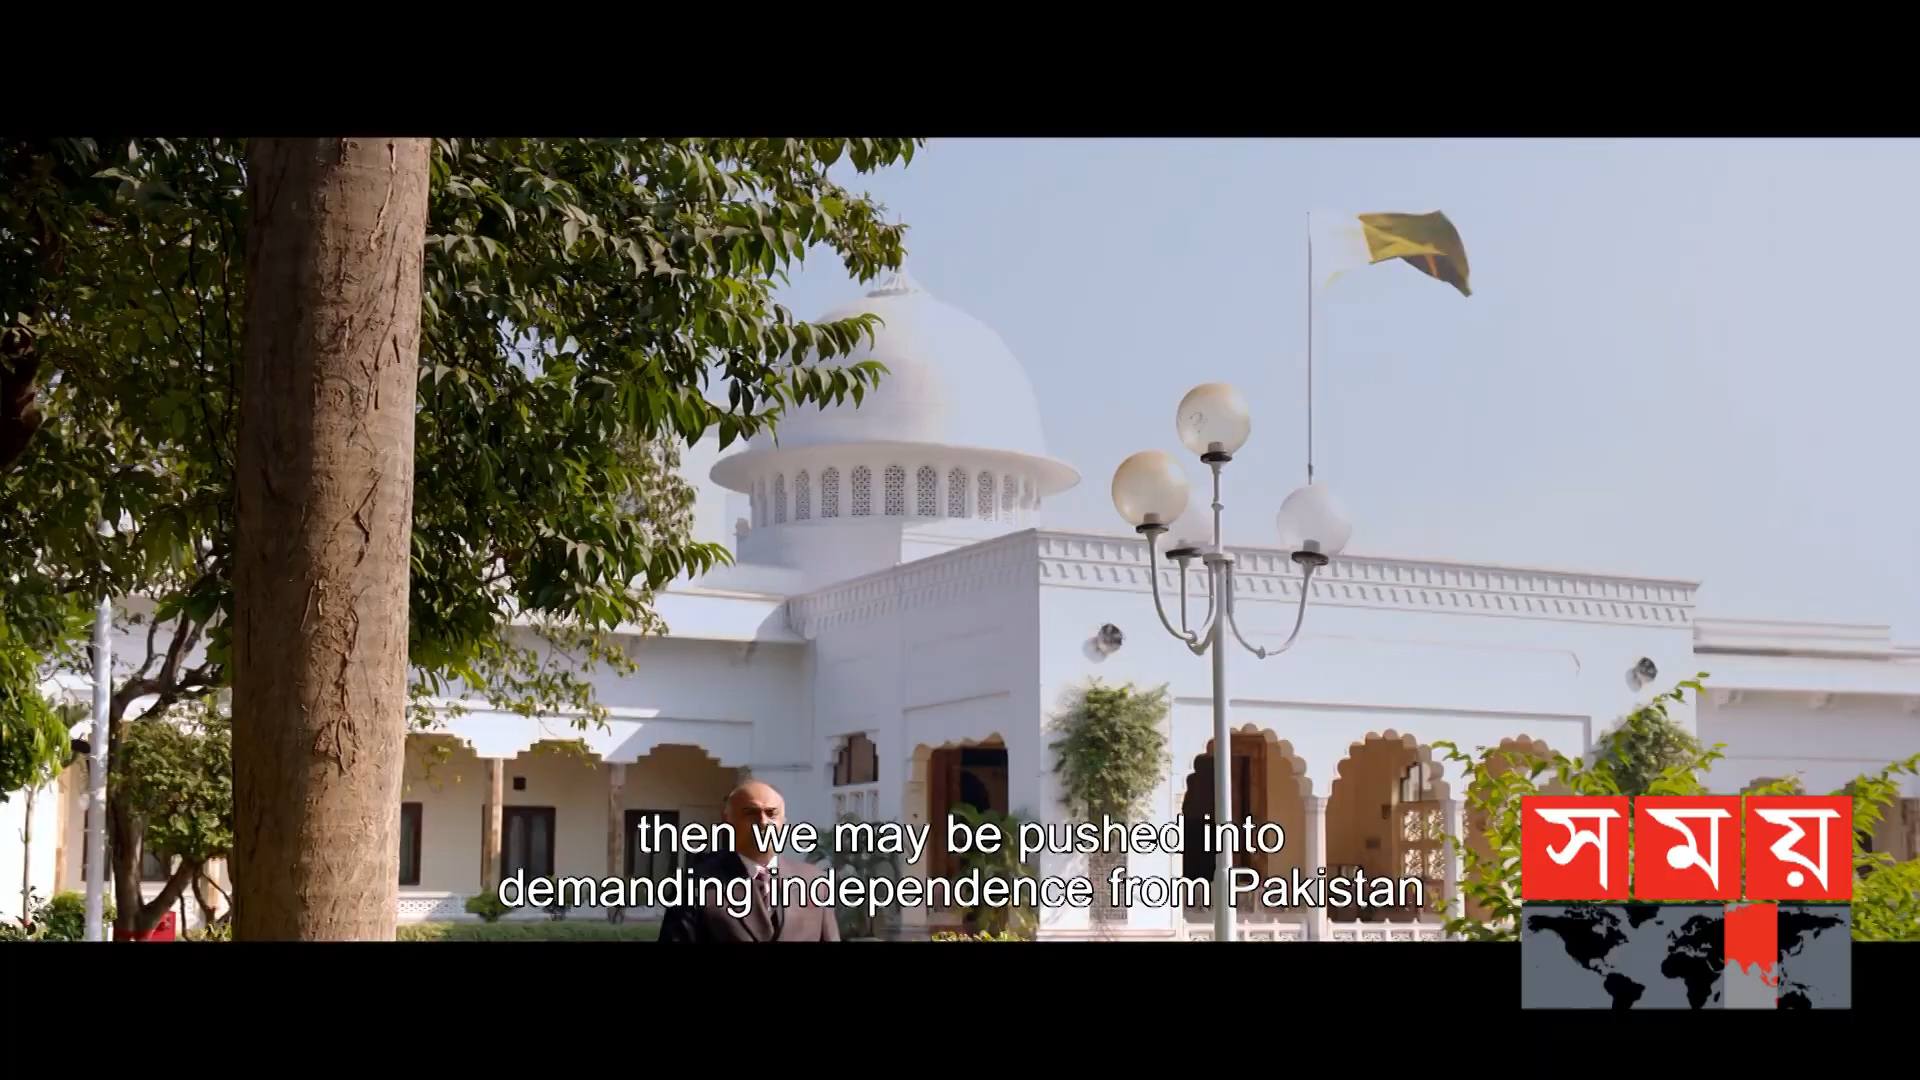 then we may be pushed into
demanding independence from Pakistan
সময়